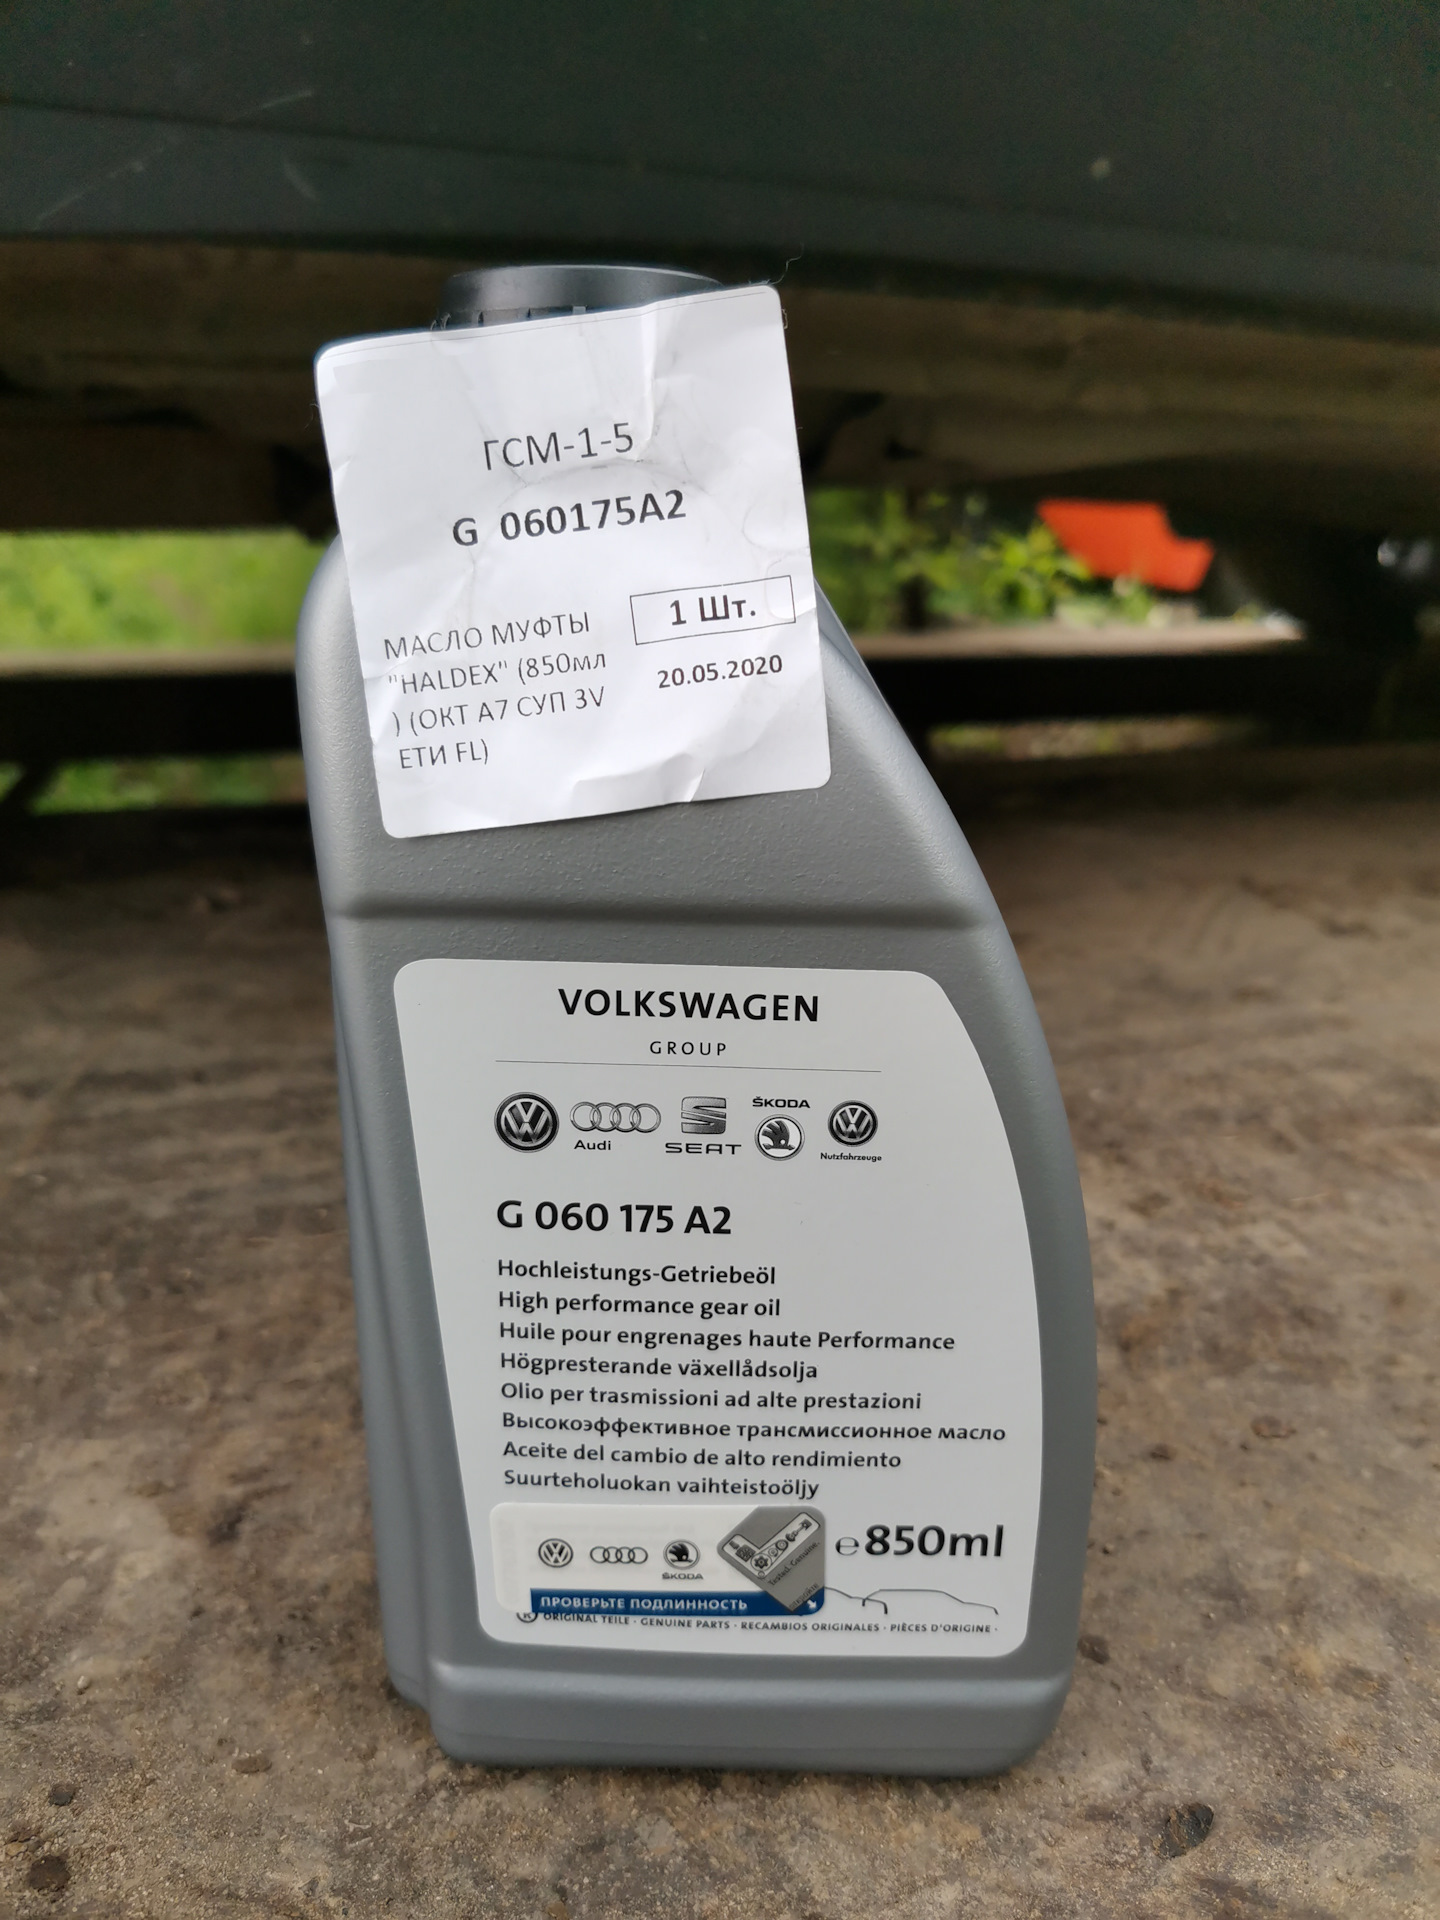 ГСМ-1-5
G 060175A2
МАСЛО МУФТЫ
"HALDEX" (850мл
) (ОКТ А7 СУП 3V
ЕТИ FL)
1 Шт.
20.05.2020
VOLKSWAGEN
GROUP
Audi
SEAT
ŠKODA
Nutzfahrzeuge
G 060 175 A2
Hochleistungs-Getriebeöl
High performance gear oil
Huile pour engrenages haute Performance
Högpresterande växellådsolja
Olio per trasmissioni ad alte prestazioni
Высокоэффективное трансмиссионное масло
Aceite del cambio de alto rendimiento
Suurteholuokan vaihteistoöljy
ŠKODA
Tested. Genuine.
ПРОВЕРЬТЕ ПОДЛИННОСТЬ
℮850ml
® ORIGINAL TEILE · GENUINE PARTS · RECAMBIOS ORIGINALES · PIÈCES D'ORIGINE ·